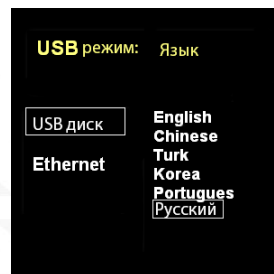 USB режим:
USB диск
Ethernet
Язык
English
Chinese
Turk
Korea
Portugues
Русский